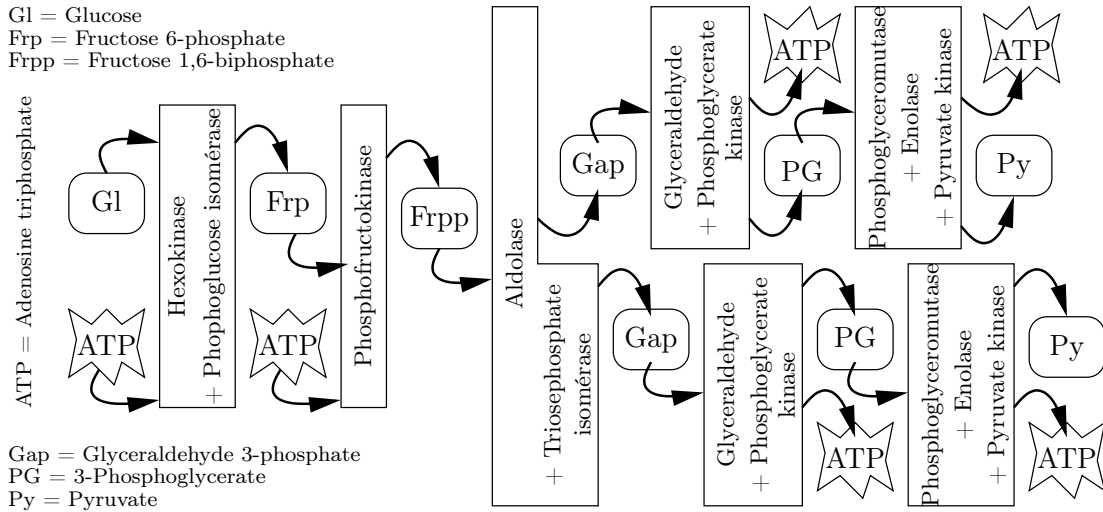 Gl = Glucose
Frp = Fructose 6-phosphate
Frpp = Fructose 1,6-biphosphate
ATP = Adenosine triphosphate
Gl
ATP
Hexokinase
+ Phophoglucose isomérase
Frp
ATP
Phosphofructokinase
Frpp
Aldolase
+ Triosephosphate
isomérase
Gap
Glyceraldehyde
+ Phosphoglycerate
kinase
ATP
PG
Phosphoglyceromutase
+ Enolase
+ Pyruvate kinase
ATP
Py
Gap
Glyceraldehyde
+ Phosphoglycerate
kinase
PG
ATP
Phosphoglyceromutase
+ Enolase
+ Pyruvate kinase
Py
ATP
Gap = Glyceraldehyde 3-phosphate
PG = 3-Phosphoglycerate
Py = Pyruvate